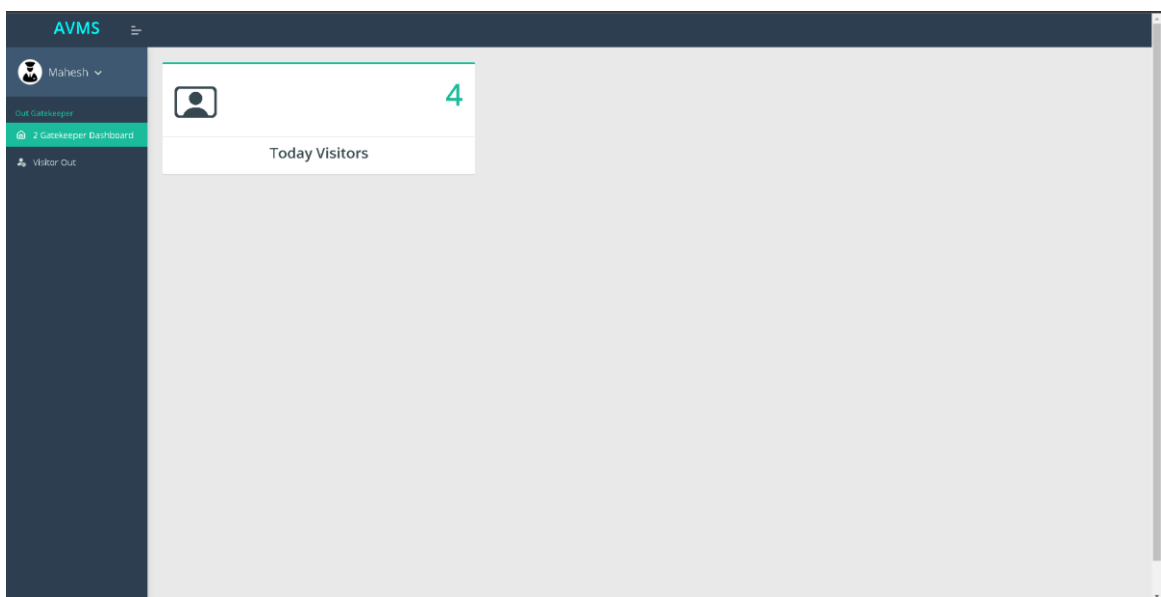 AVMS
Mahesh
Out Gatekeeper
2 Gatekeeper Dashboard
Visitor Out
4
Today Visitors